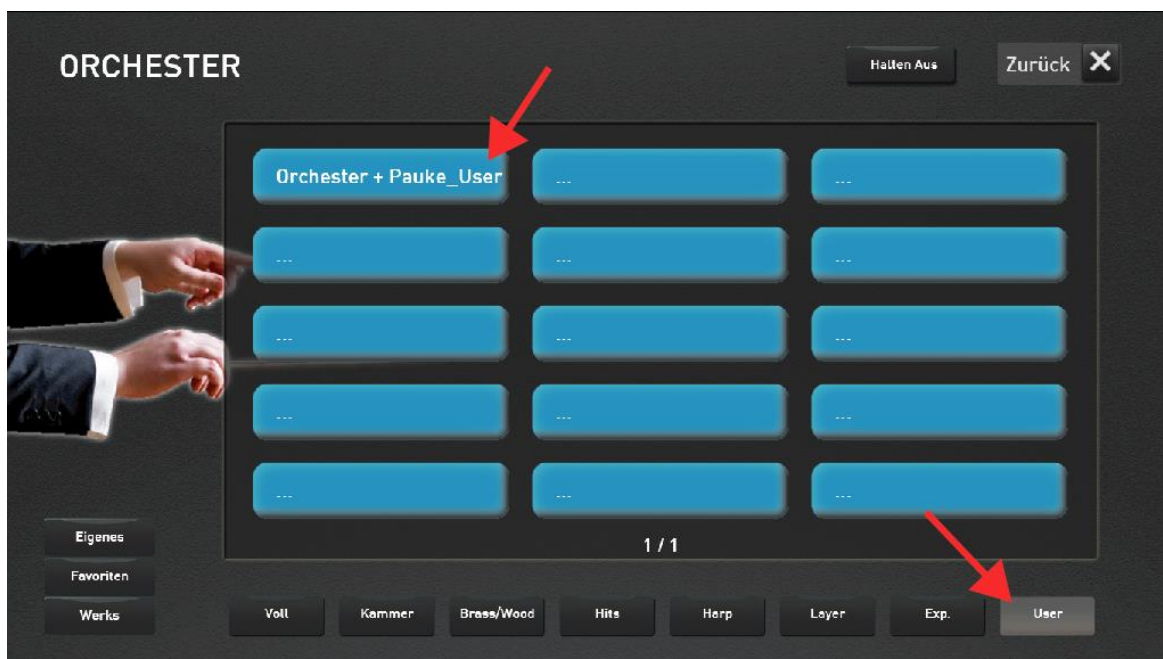 ORCHESTER
Halten Aus
Zurück
Orchester + Pauke_User
...
...
...
...
...
...
...
...
...
...
...
...
...
...
1 / 1
Eigenes
Favoriten
Werks
Voll
Kammer
Brass/Wood
Hits
Harp
Layer
Exp.
User